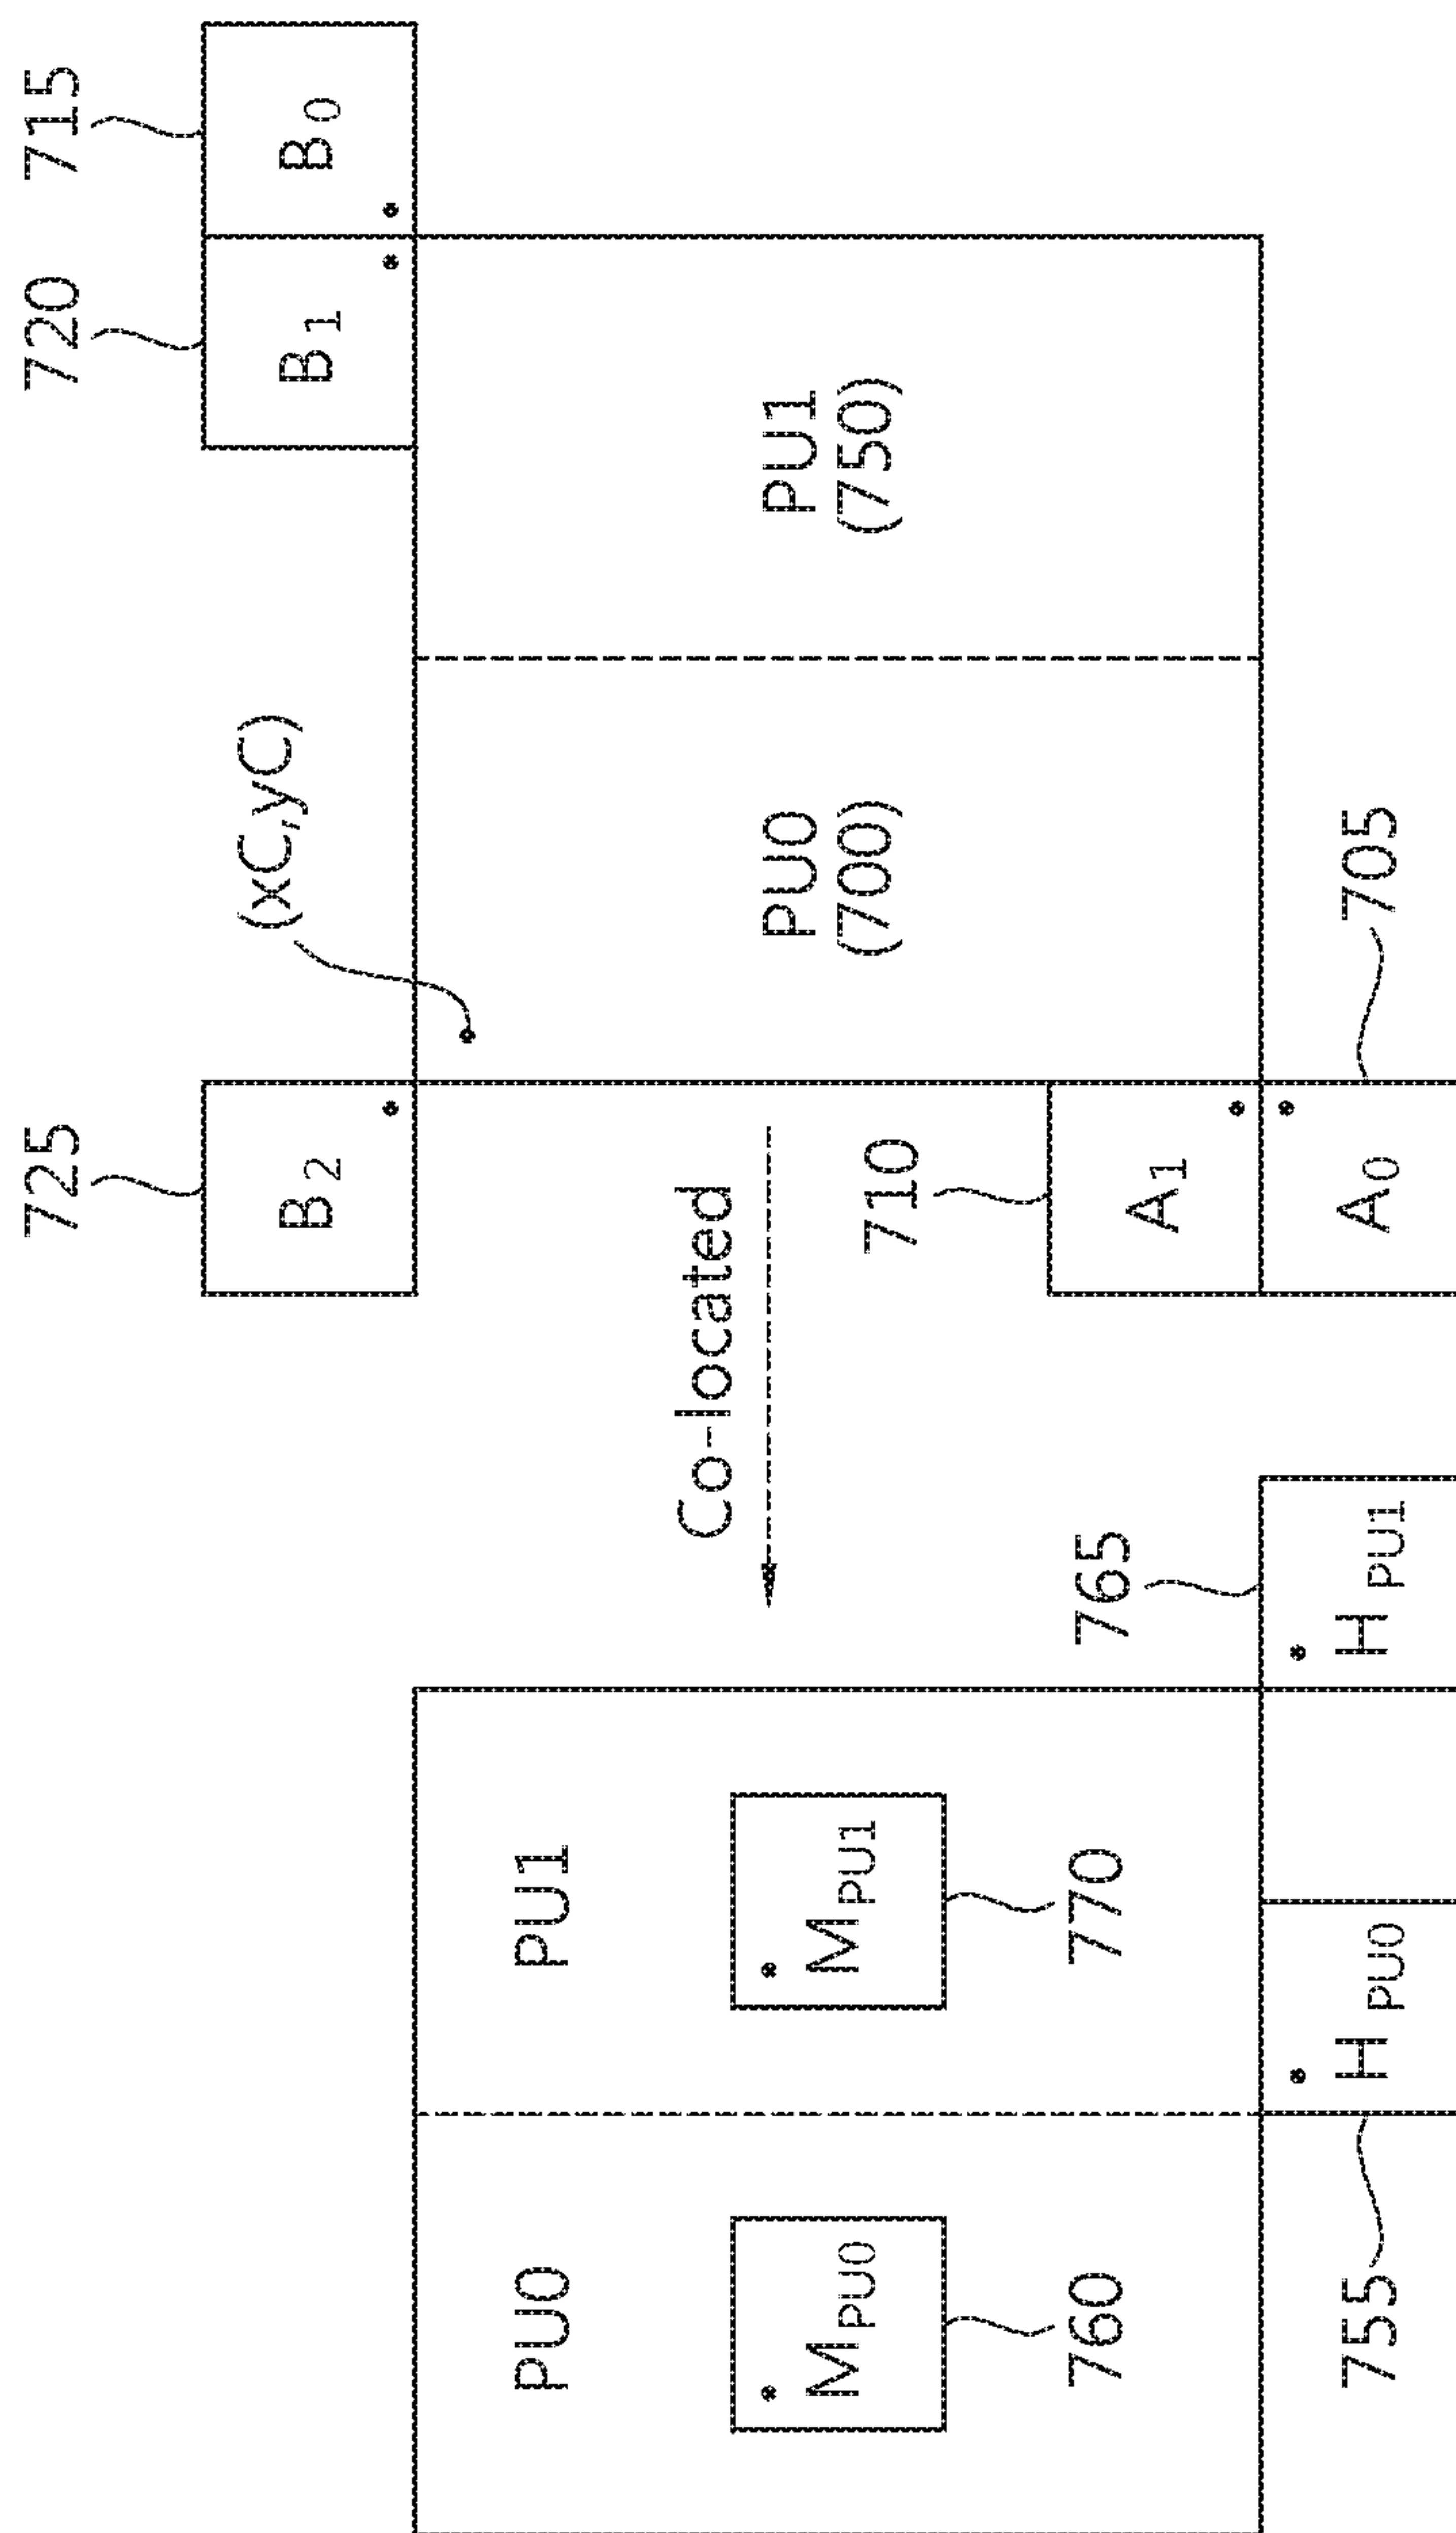 725
720
715
B2
B1
B0
(xC,yC)
PU0
PU1
PU0
(700)
PU1
(750)
Co-located
MPU0
MPU1
710
760
770
765
A1
755
HPU0
HPU1
A0
705